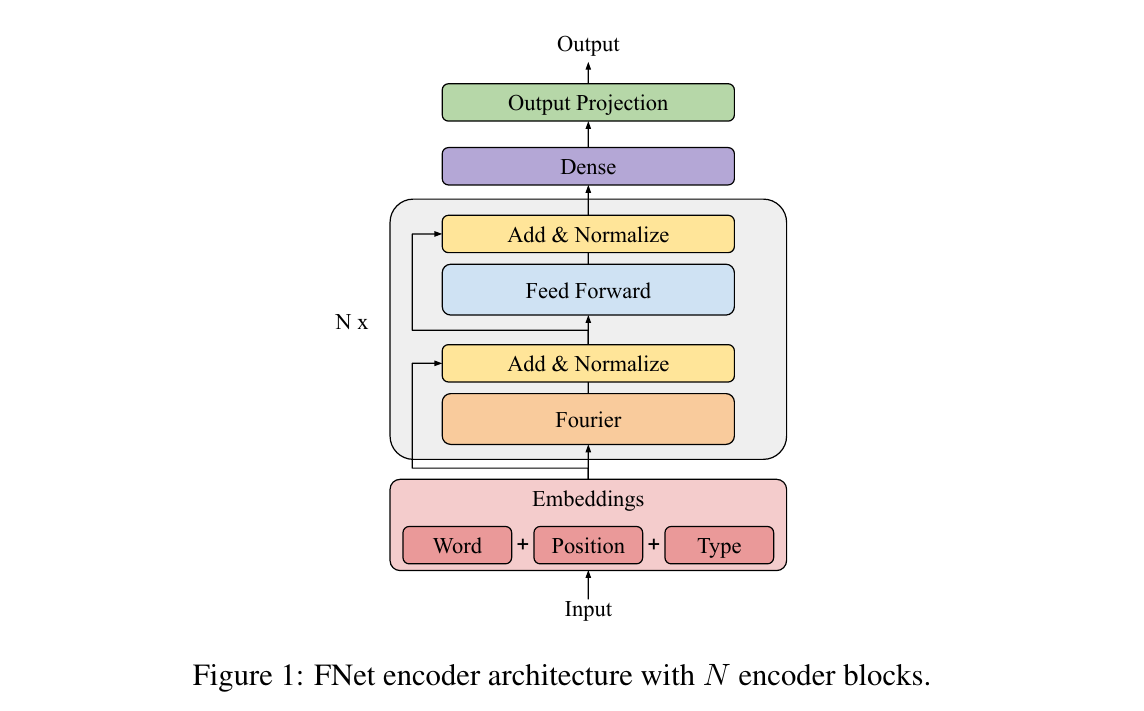 Output
Output Projection
Dense
Add & Normalize
Feed Forward
N x
Add & Normalize
Fourier
Embeddings
Word + Position + Type
Input
Figure 1: FNet encoder architecture with N encoder blocks.